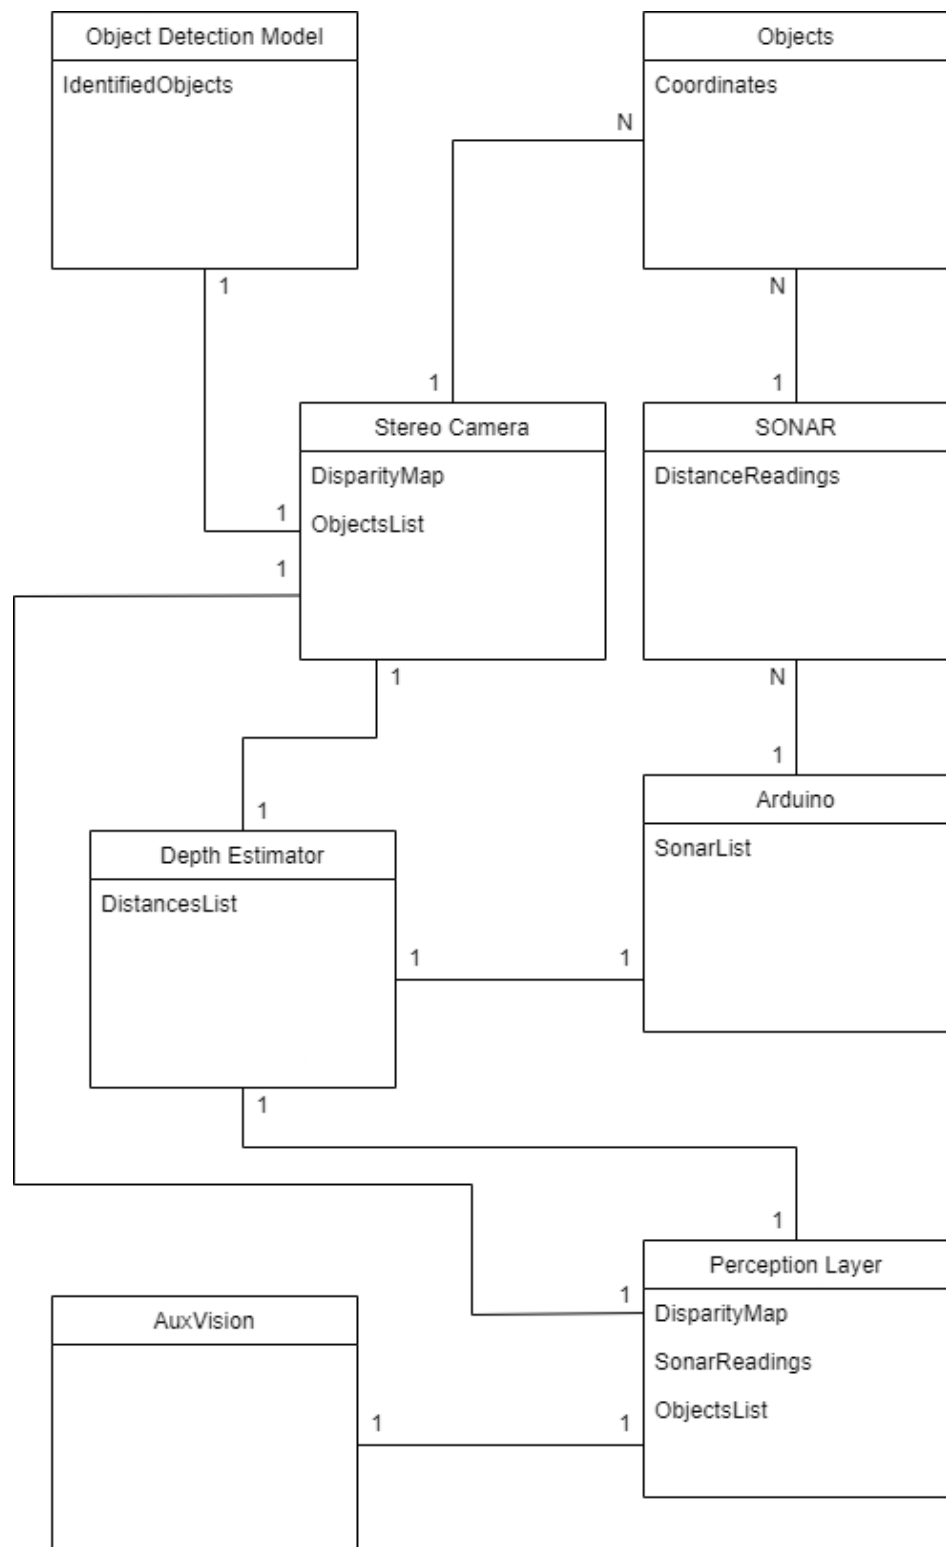 Object Detection Model
IdentifiedObjects
Objects
Coordinates
N
1
N
1
1
Stereo Camera
DisparityMap
ObjectsList
SONAR
DistanceReadings
1
1
1
N
1
1
Depth Estimator
DistancesList
Arduino
SonarList
1
1
1
1
Perception Layer
DisparityMap
SonarReadings
ObjectsList
1
AuxVision
1
1